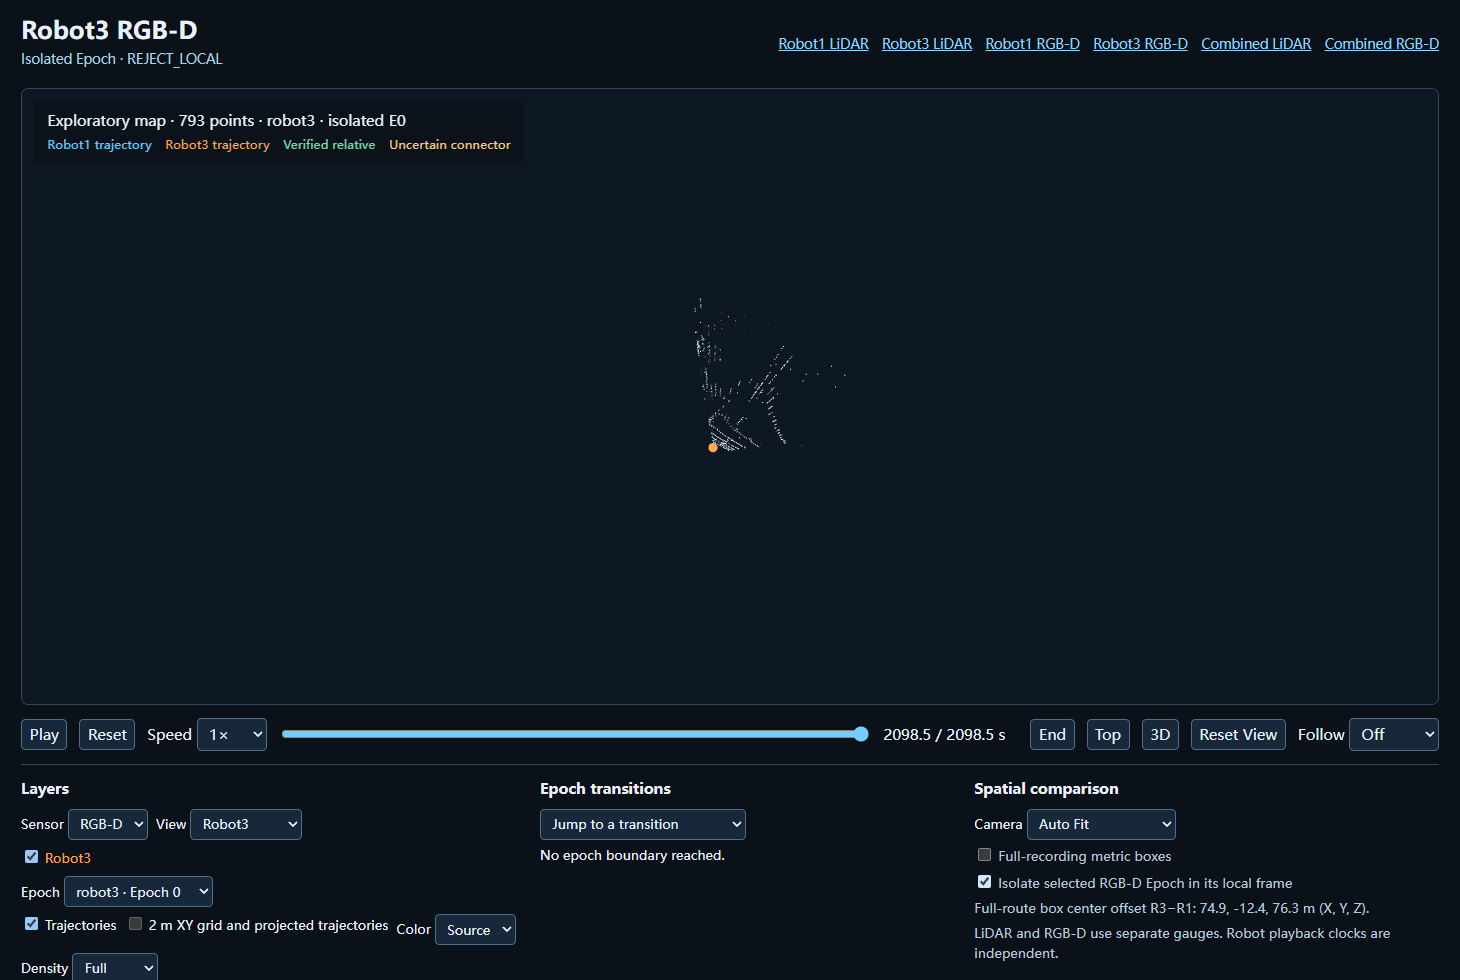 Robot3 RGB-D
Isolated Epoch · REJECT_LOCAL
Robot1 LiDAR Robot3 LiDAR Robot1 RGB-D Robot3 RGB-D Combined LiDAR Combined RGB-D
Exploratory map · 793 points · robot3 · isolated E0
Robot1 trajectory Robot3 trajectory Verified relative Uncertain connector
Play Reset Speed 1× 2098.5 / 2098.5 s End Top 3D Reset View Follow Off
Layers
Sensor RGB-D View Robot3
Robot3
Epoch robot3 · Epoch 0
Trajectories 2 m XY grid and projected trajectories Color Source
Density Full
Epoch transitions
Jump to a transition
No epoch boundary reached.
Spatial comparison
Camera Auto Fit
Full-recording metric boxes
Isolate selected RGB-D Epoch in its local frame
Full-route box center offset R3−R1: 74.9, -12.4, 76.3 m (X, Y, Z).
LiDAR and RGB-D use separate gauges. Robot playback clocks are
independent.